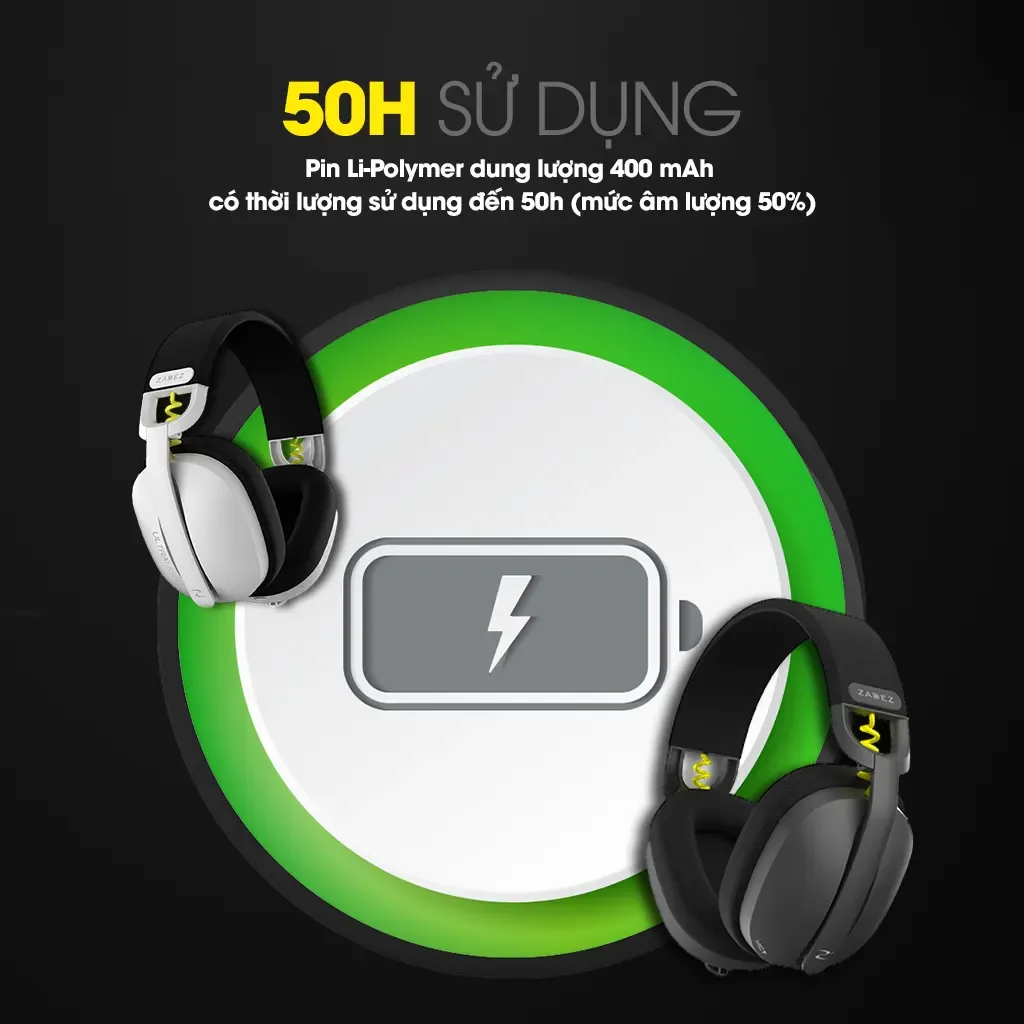 50H SỬ DỤNG
Pin Li-Polymer dung lượng 400 mAh
có thời lượng sử dụng đến 50h (mức âm lượng 50%)
ZADEZ
ZADEZ
MIC